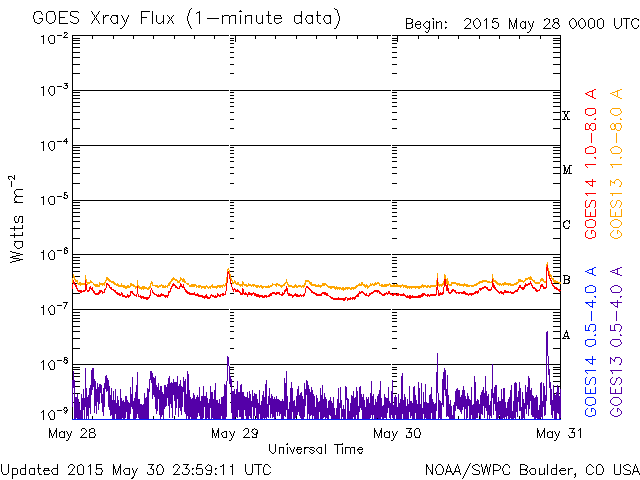 GOES Xray Flux (1-minute data)
Begin: 2015 May 28 0000 UTC
10⁻²
10⁻³
10⁻⁴
10⁻⁵
10⁻⁶
10⁻⁷
10⁻⁸
10⁻⁹
Watts m⁻²
X
M
C
B
A
GOES14 1.0-8.0 A
GOES13 1.0-8.0 A
GOES14 0.5-4.0 A
GOES13 0.5-4.0 A
May 28
May 29
May 30
May 31
Universal Time
Updated 2015 May 30 23:59:11 UTC
NOAA/SWPC Boulder, CO USA